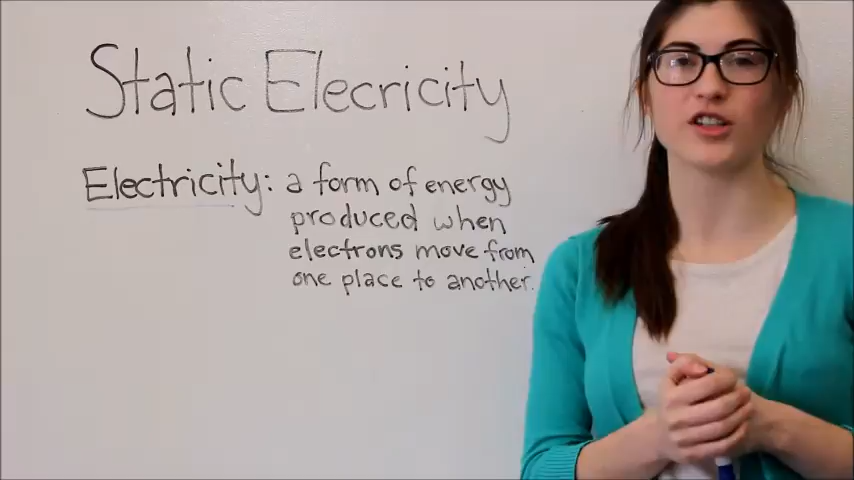 Static Elecricity
Electricity: a form of energy
produced when
electrons move from
one place to another.